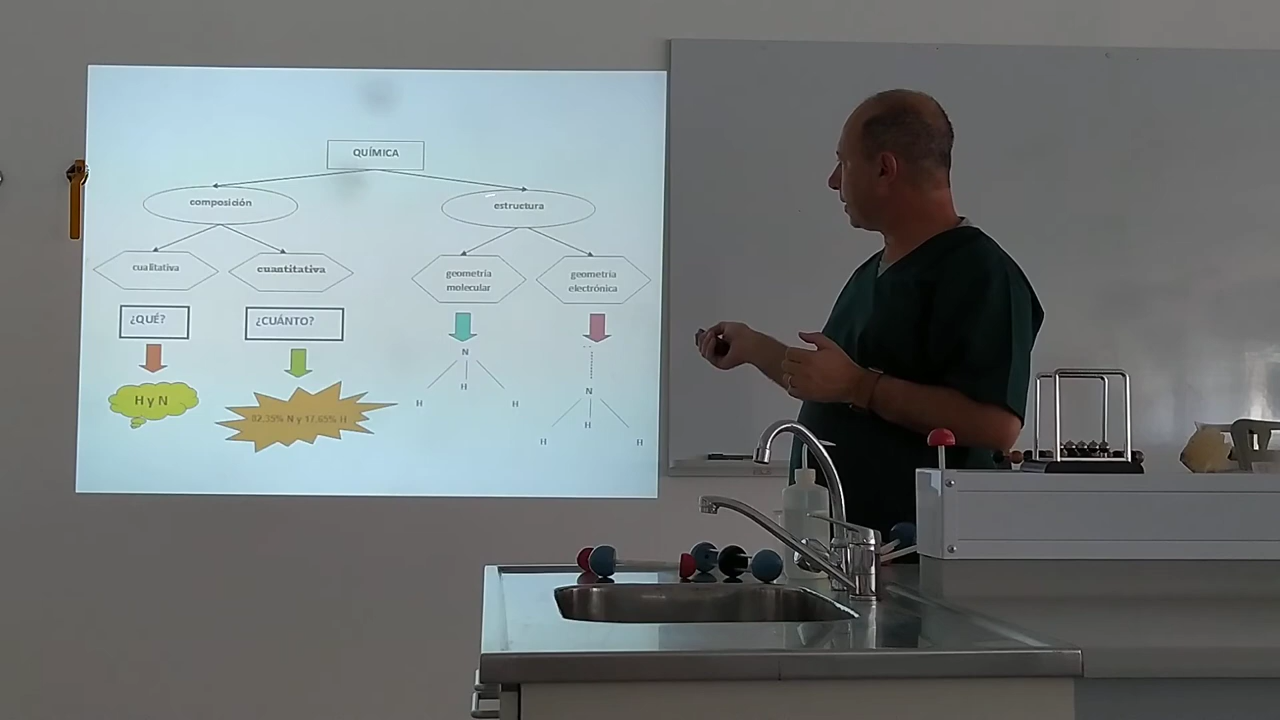 QUÍMICA
composición
estructura
cualitativa
cuantitativa
geometría
molecular
geometría
electrónica
¿QUÉ?
¿CUÁNTO?
H y N
82.35% N y 17.65% H
N
H
H
H
N
H
H
H